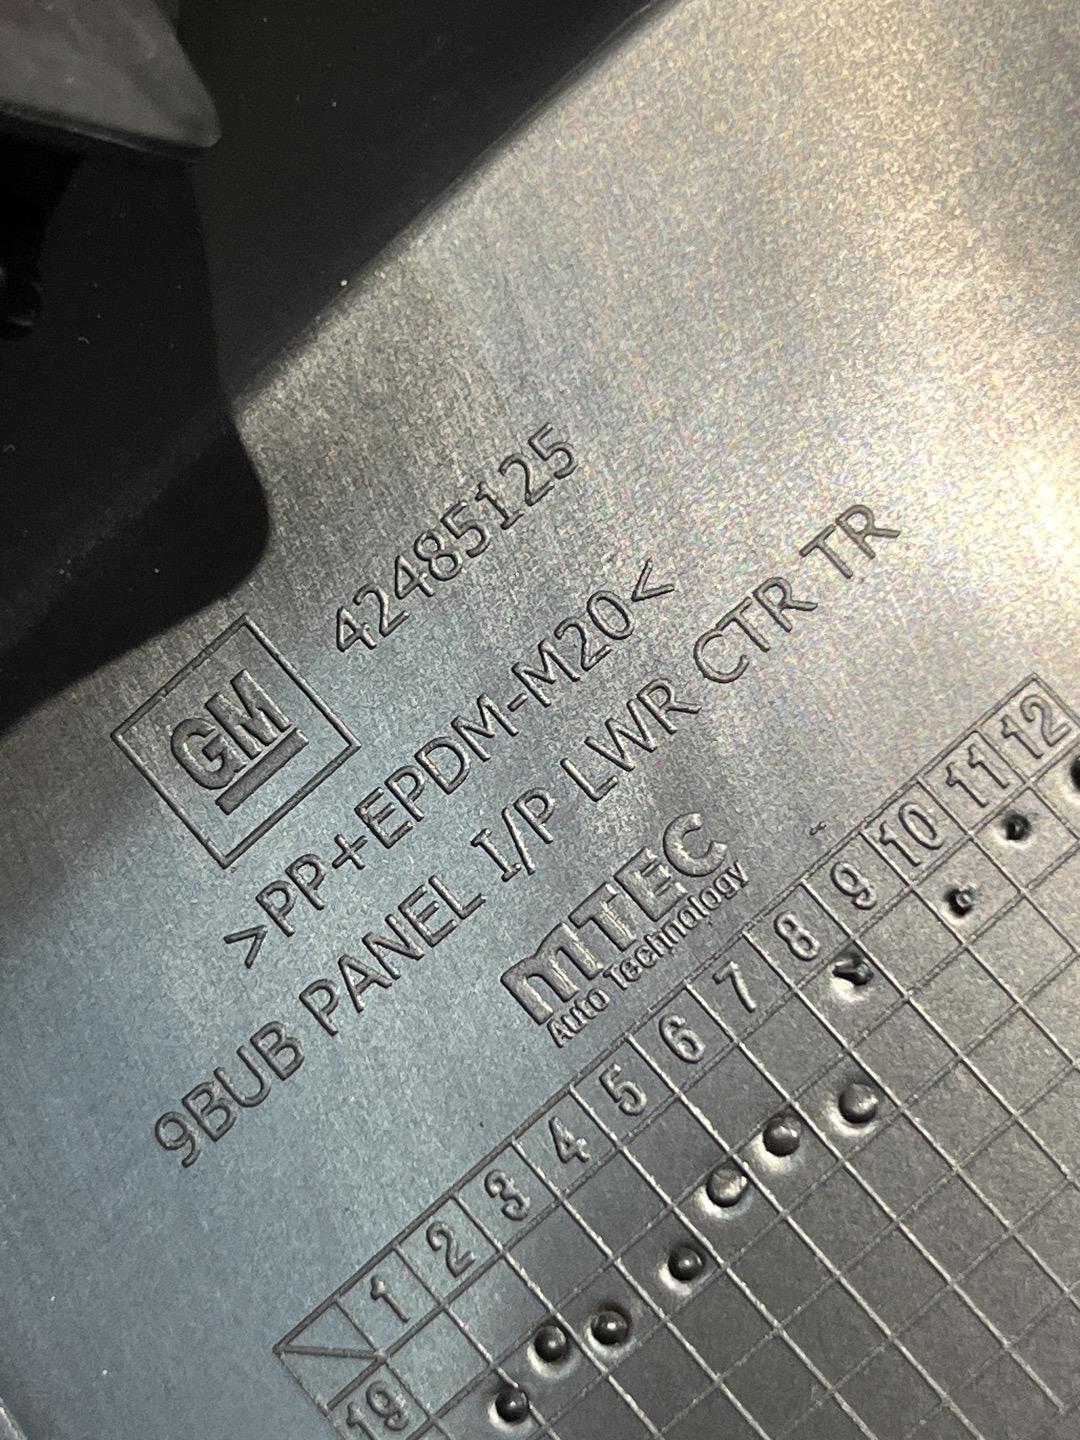 GM
42485125
>PP+EPDM-M20<
9BUB PANEL I/P LWR CTR TR
mTEC
Auto Technology
1 2 3 4 5 6 7 8 9 10 11 12
19